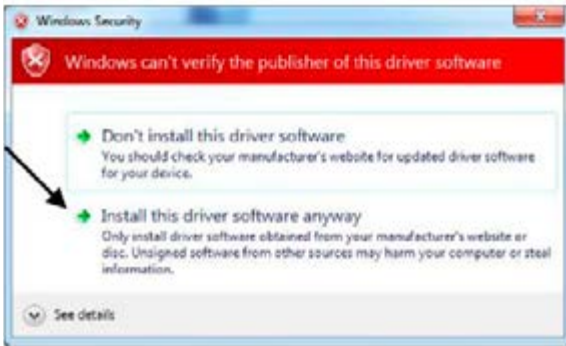 Windows Security
Windows can't verify the publisher of this driver software
Don't install this driver software
You should check your manufacturer's website for updated driver software
for your device.
Install this driver software anyway
Only install driver software obtained from your manufacturer's website or
disc. Unsigned software from other sources may harm your computer or steal
information.
See details